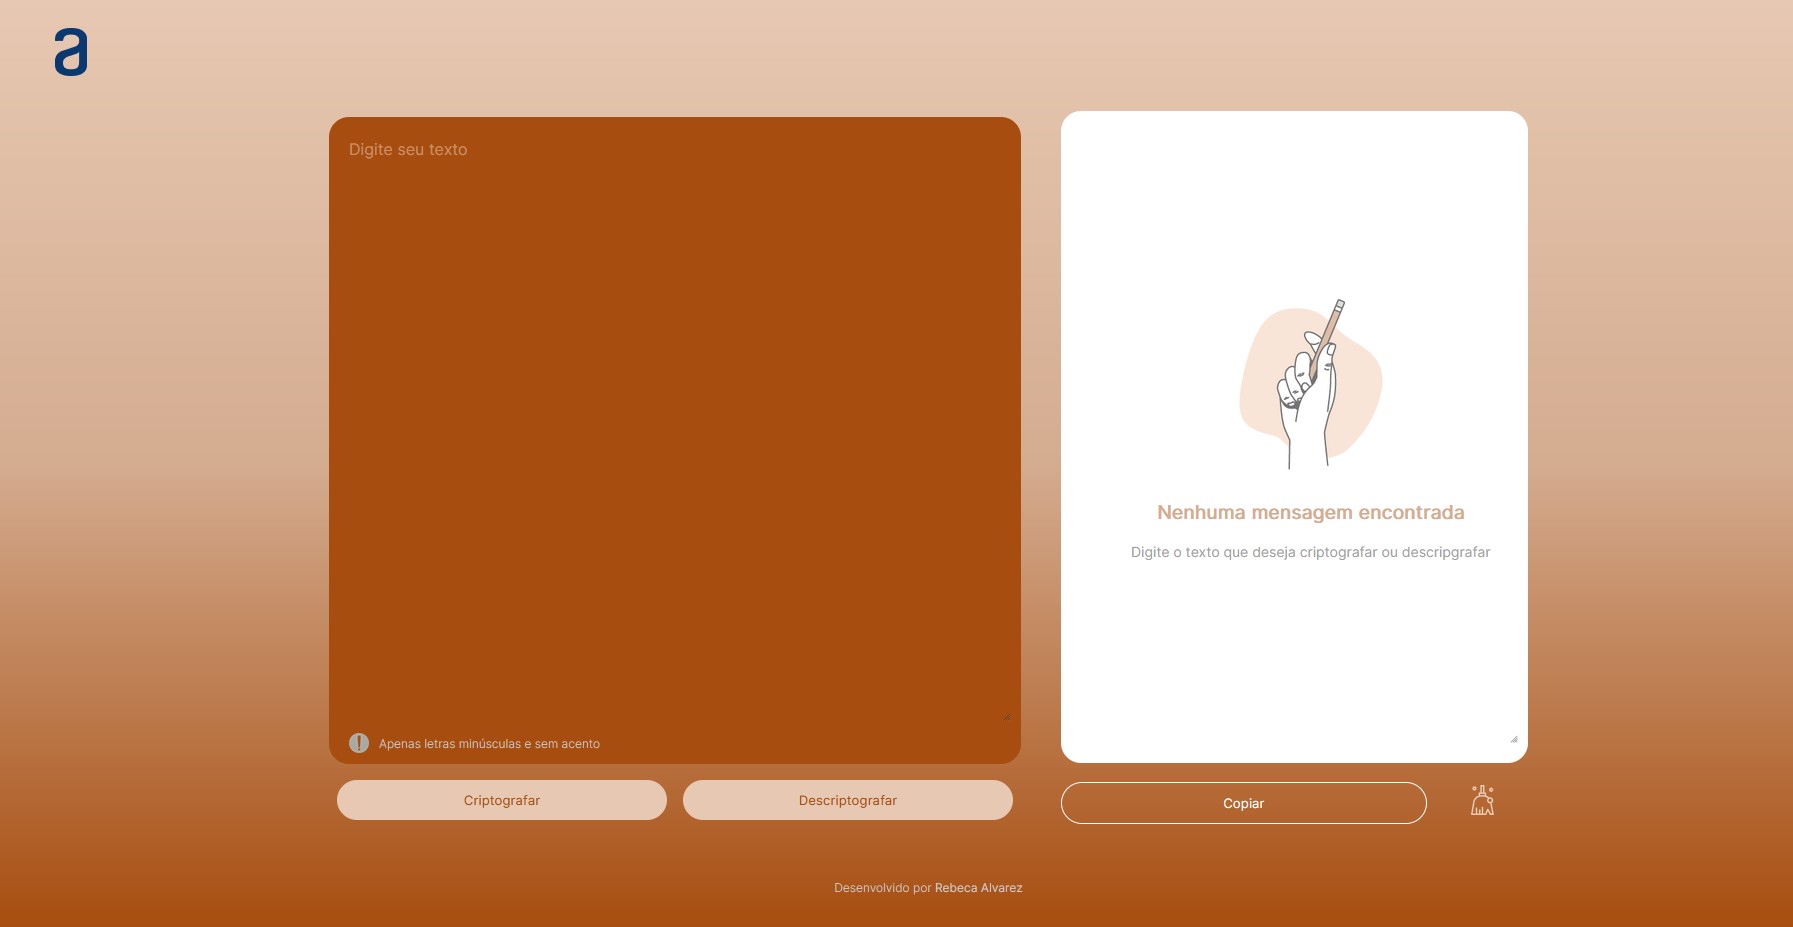 a
Digite seu texto
Nenhuma mensagem encontrada
Digite o texto que deseja criptografar ou descripgrafar
Apenas letras minúsculas e sem acento
Criptografar
Descriptografar
Copiar
Desenvolvido por Rebeca Alvarez